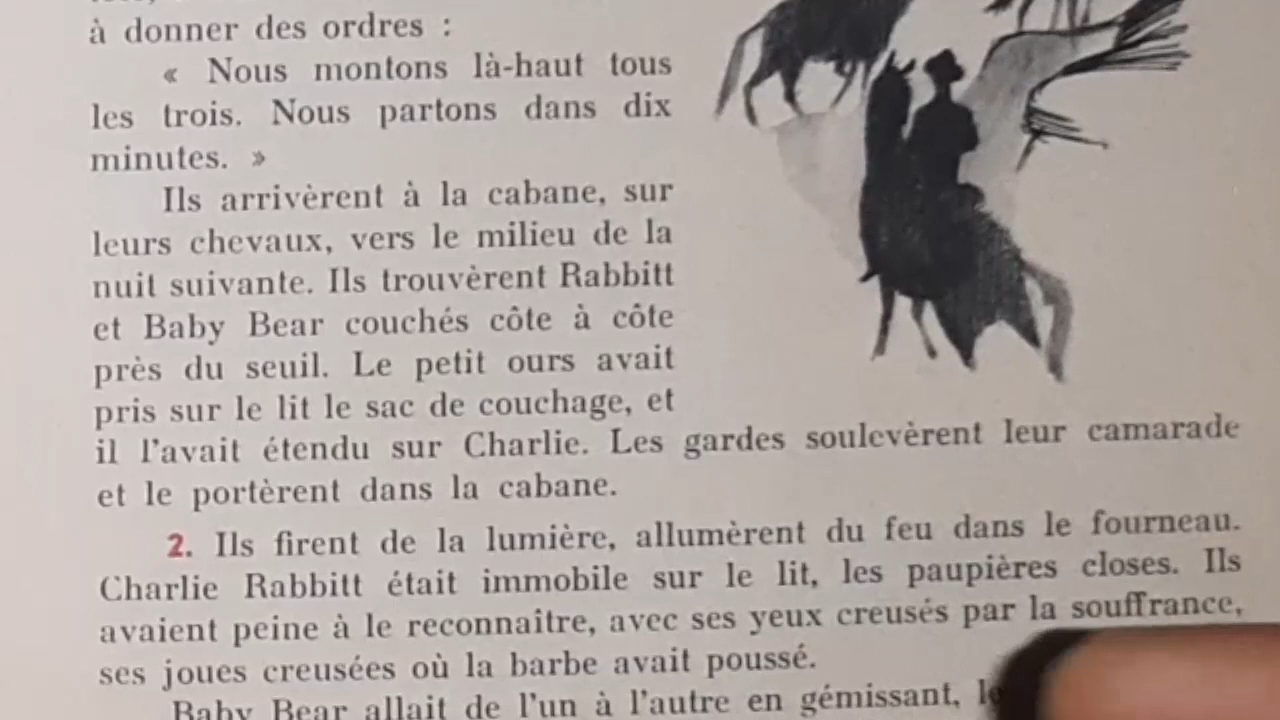 à donner des ordres :
« Nous montons là-haut tous
les trois. Nous partons dans dix
minutes. »
Ils arrivèrent à la cabane, sur
leurs chevaux, vers le milieu de la
nuit suivante. Ils trouvèrent Rabbitt
et Baby Bear couchés côte à côte
près du seuil. Le petit ours avait
pris sur le lit le sac de couchage, et
il l'avait étendu sur Charlie. Les gardes soulevèrent leur camarade
et le portèrent dans la cabane.
2. Ils firent de la lumière, allumèrent du feu dans le fourneau.
Charlie Rabbitt était immobile sur le lit, les paupières closes. Ils
avaient peine à le reconnaître, avec ses yeux creusés par la souffrance,
ses joues creusées où la barbe avait poussé.
Baby Bear allait de l'un à l'autre en gémissant,